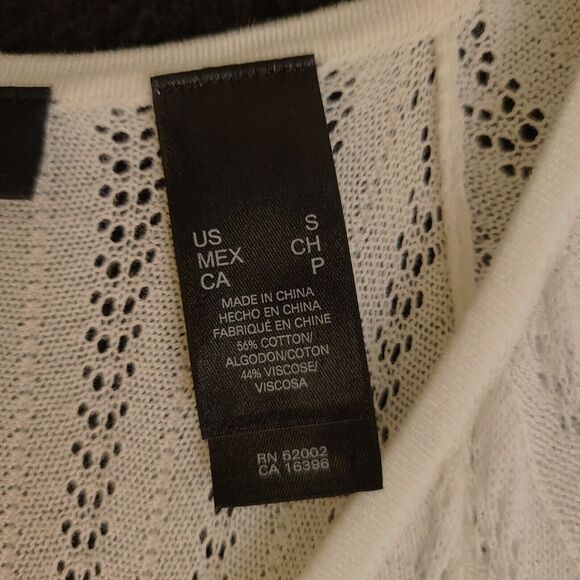 US S
MEX CH
CA P
MADE IN CHINA
HECHO EN CHINA
FABRIQUÉ EN CHINE
56% COTTON/
ALGODON/COTON
44% VISCOSE/
VISCOSA
RN 52002
CA 16396